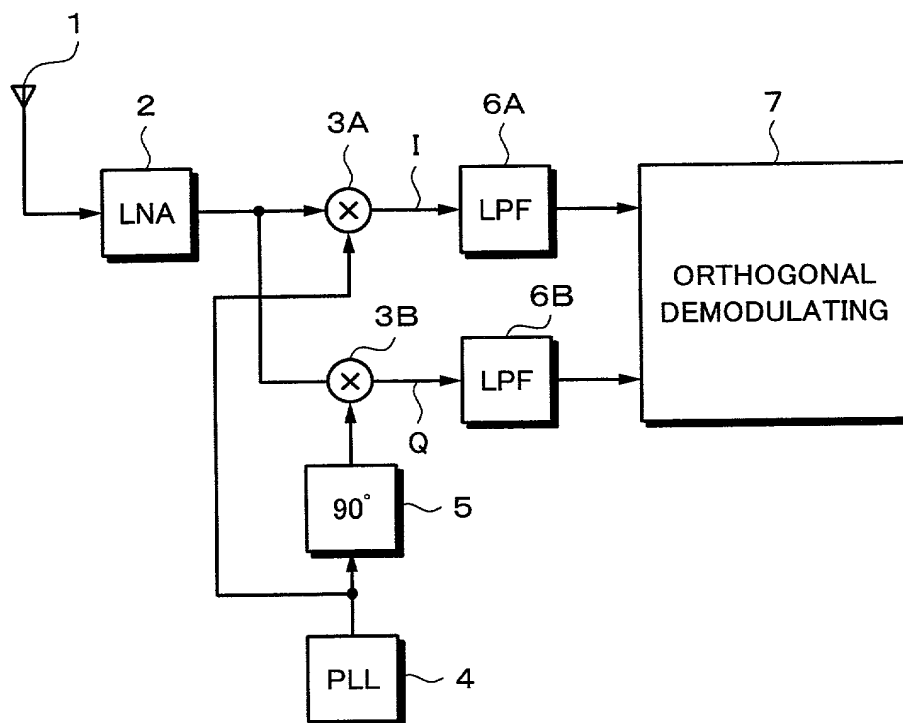 1
2
3A
I
6A
7
LNA
LPF
ORTHOGONAL
DEMODULATING
3B
6B
LPF
Q
90°
5
PLL
4